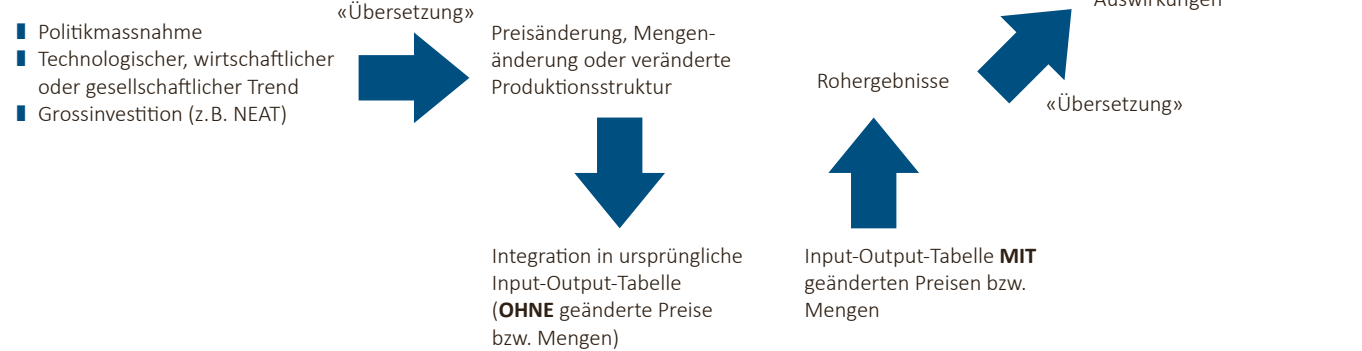 «Übersetzung»
Politikmassnahme
Technologischer, wirtschaftlicher
oder gesellschaftlicher Trend
Grossinvestition (z.B. NEAT)
Preisänderung, Mengen-
änderung oder veränderte
Produktionsstruktur
Integration in ursprüngliche
Input-Output-Tabelle
(OHNE geänderte Preise
bzw. Mengen)
Input-Output-Tabelle MIT
geänderten Preisen bzw.
Mengen
Rohergebnisse
«Übersetzung»
Auswirkungen